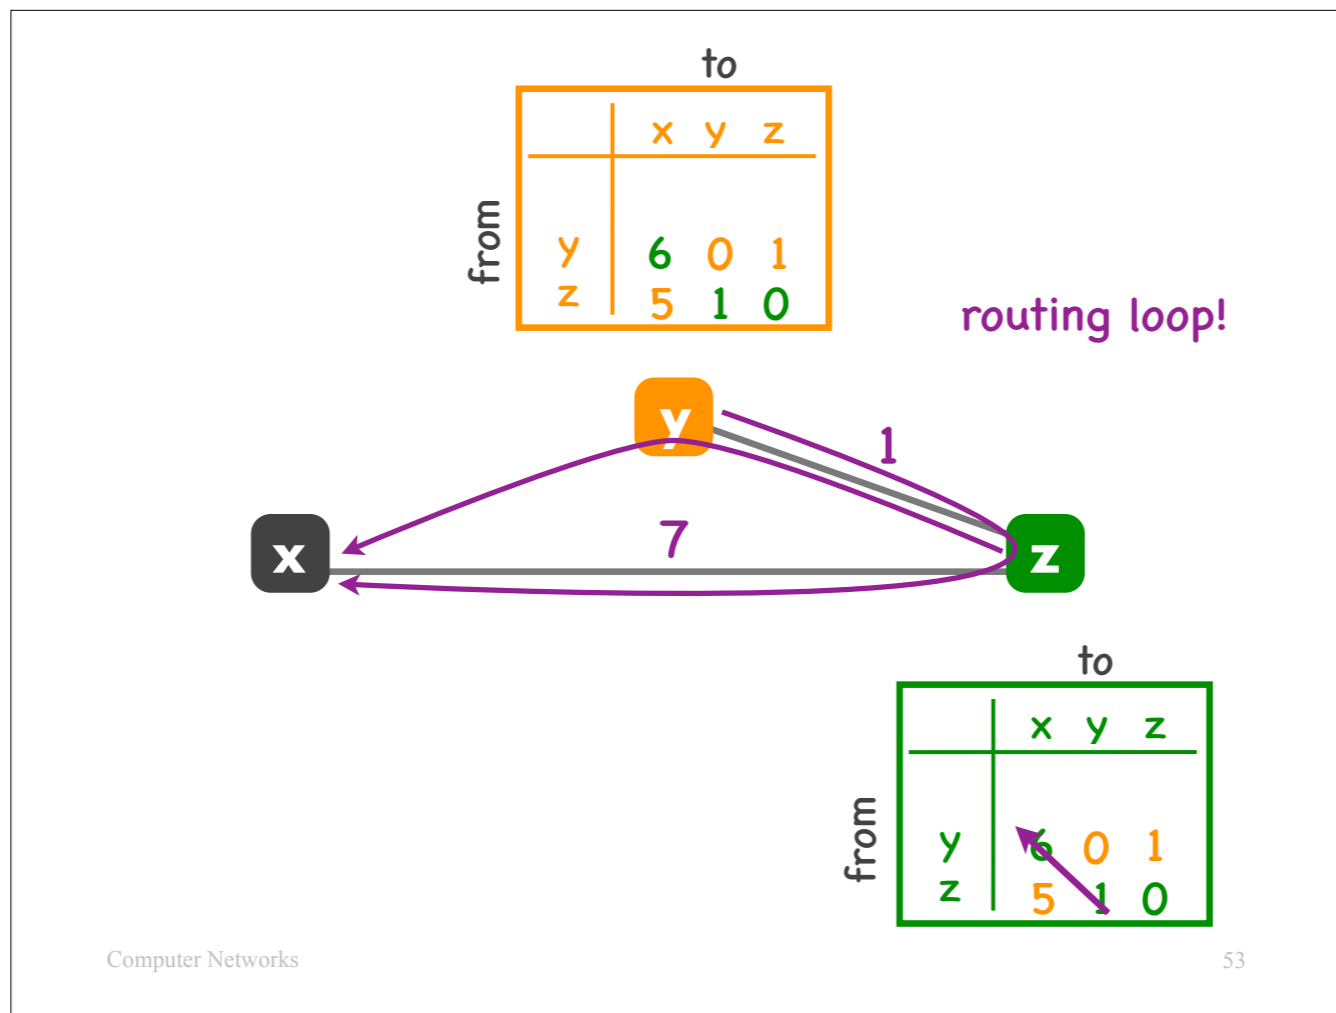 to
x y z
from
y 6 0 1
z 5 1 0
routing loop!
y
1
7
x
z
to
x y z
from
y 6 0 1
z 5 1 0
Computer Networks
53